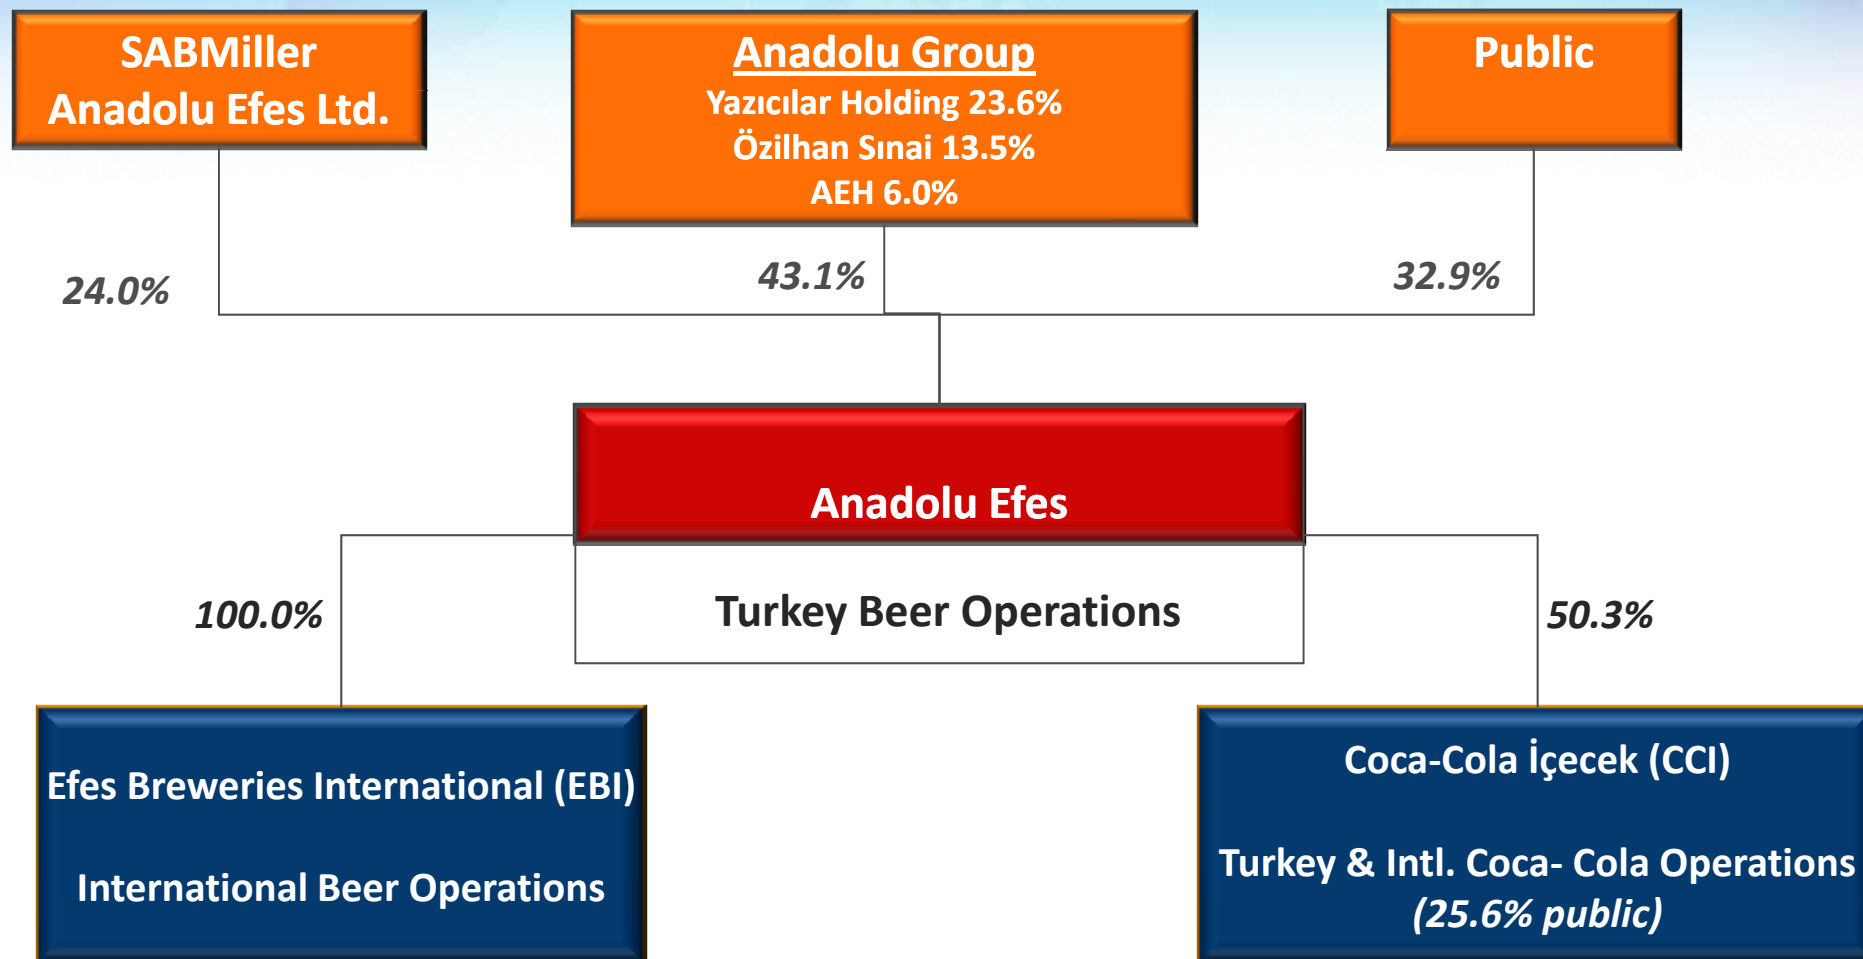 SABMiller
Anadolu Efes Ltd.
Anadolu Group
Yazıcılar Holding 23.6%
Özilhan Sınai 13.5%
AEH 6.0%
Public
24.0%
43.1%
32.9%
Anadolu Efes
Turkey Beer Operations
100.0%
50.3%
Efes Breweries International (EBI)
International Beer Operations
Coca-Cola İçecek (CCI)
Turkey & Intl. Coca- Cola Operations
(25.6% public)